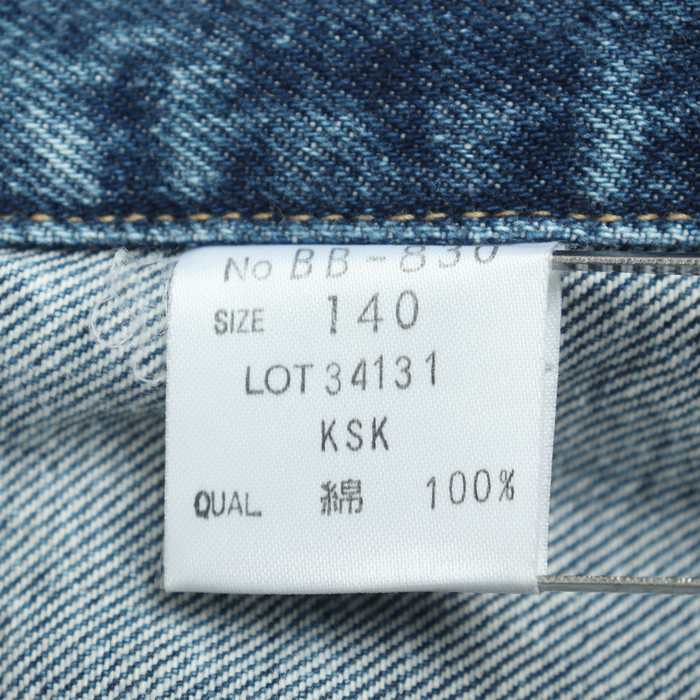 No BB-830
SIZE 140
LOT 34131
KSK
QUAL 綿 100%